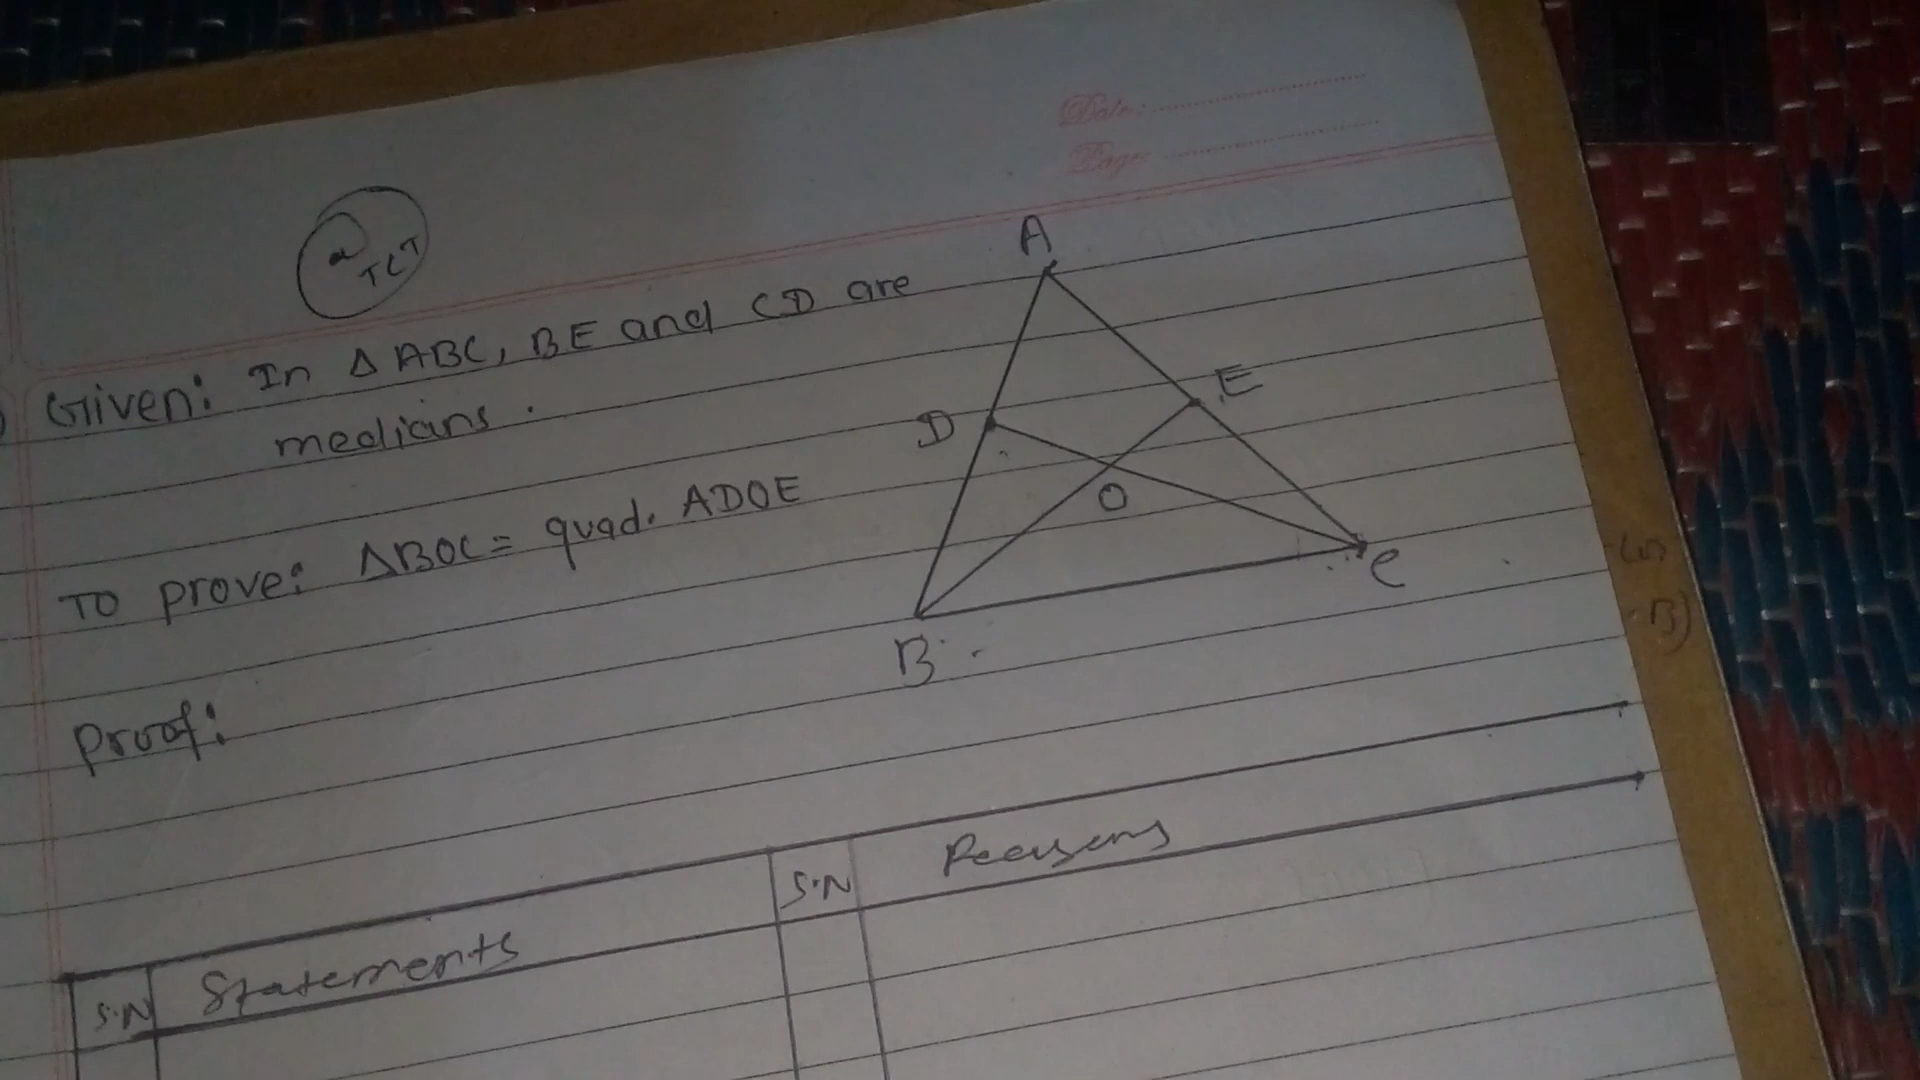 Date:
Page:
2 TCT
Given: In △ ABC, BE and CD are
medians.
To prove: △BOC = quad. ADOE
Proof:
A
D
E
O
B
C
S.N Statements S.N Reasons